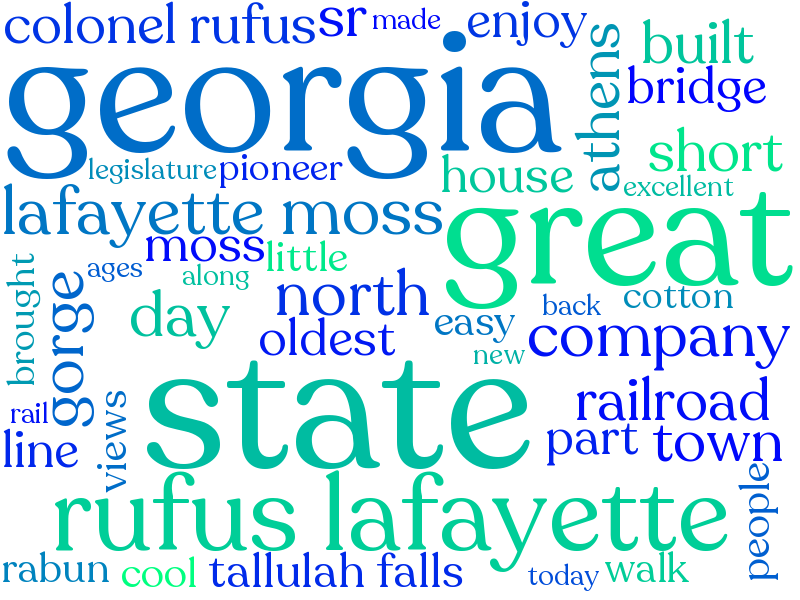 colonel rufus
sr
made
enjoy
built
georgia
athens
bridge
short
legislature
pioneer
house
excellent
lafayette moss
great
moss
little
ages
along
brought
gorge
day
north
oldest
easy
back
cotton
new
company
state
railroad
rail
line
views
part
town
rufus lafayette
people
rabun
cool
tallulah falls
today
walk